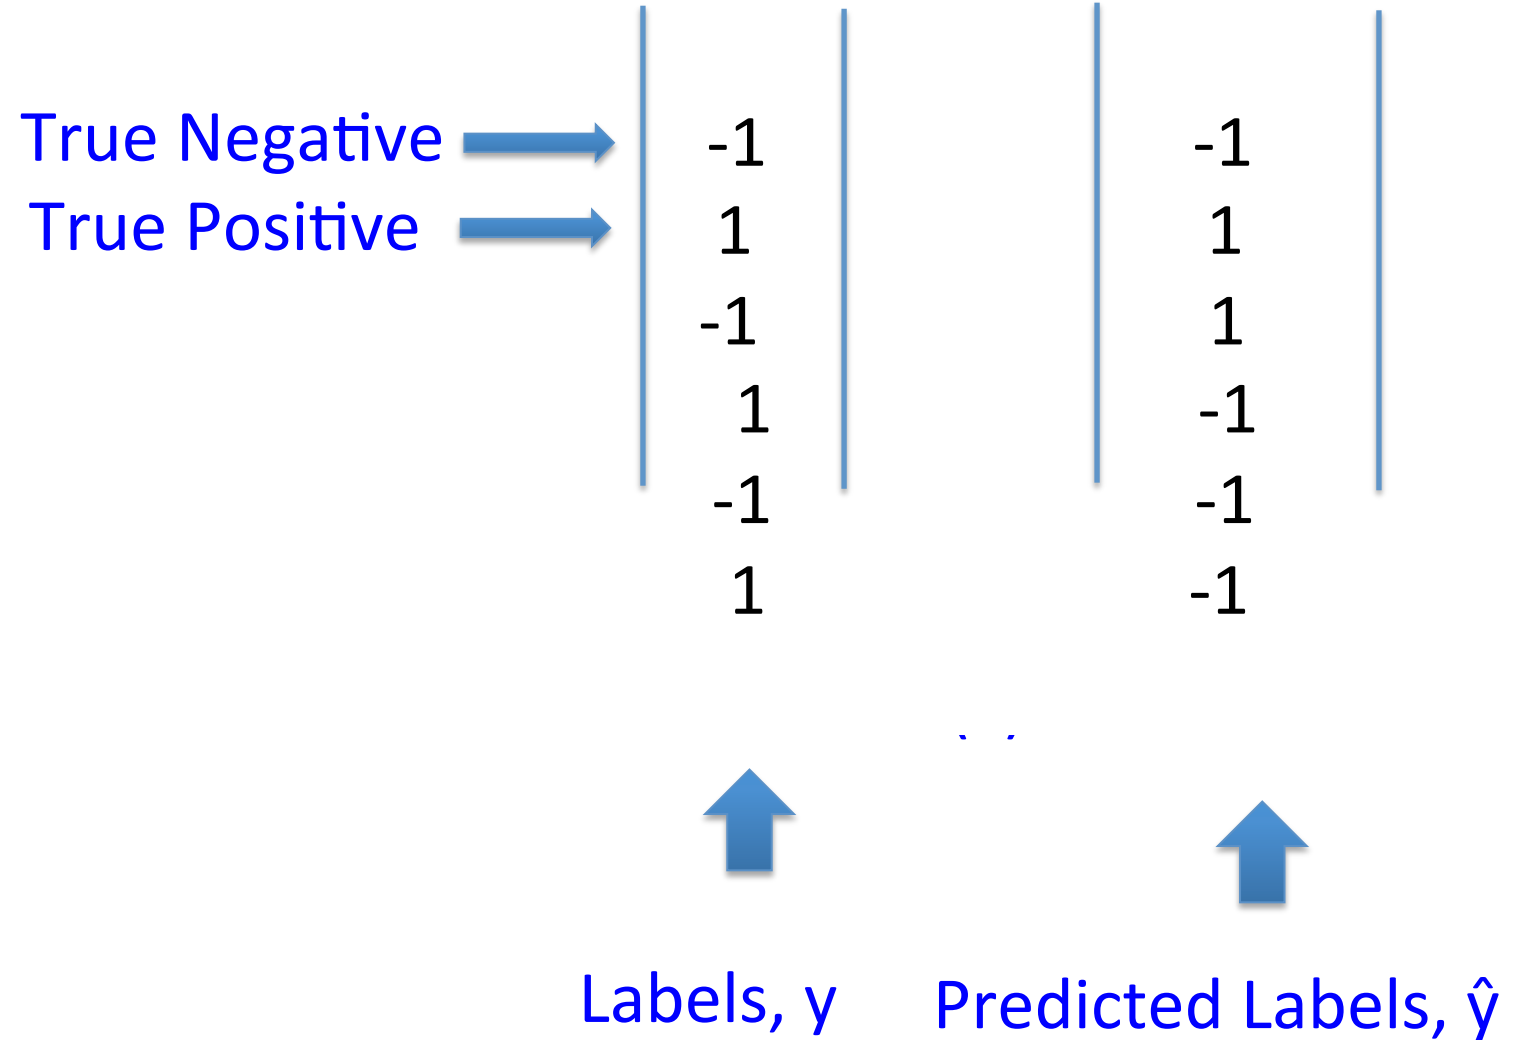 True Negative -1 -1
True Positive 1 1
-1 1
1 -1
-1 -1
1 -1
Labels, y Predicted Labels, ŷ